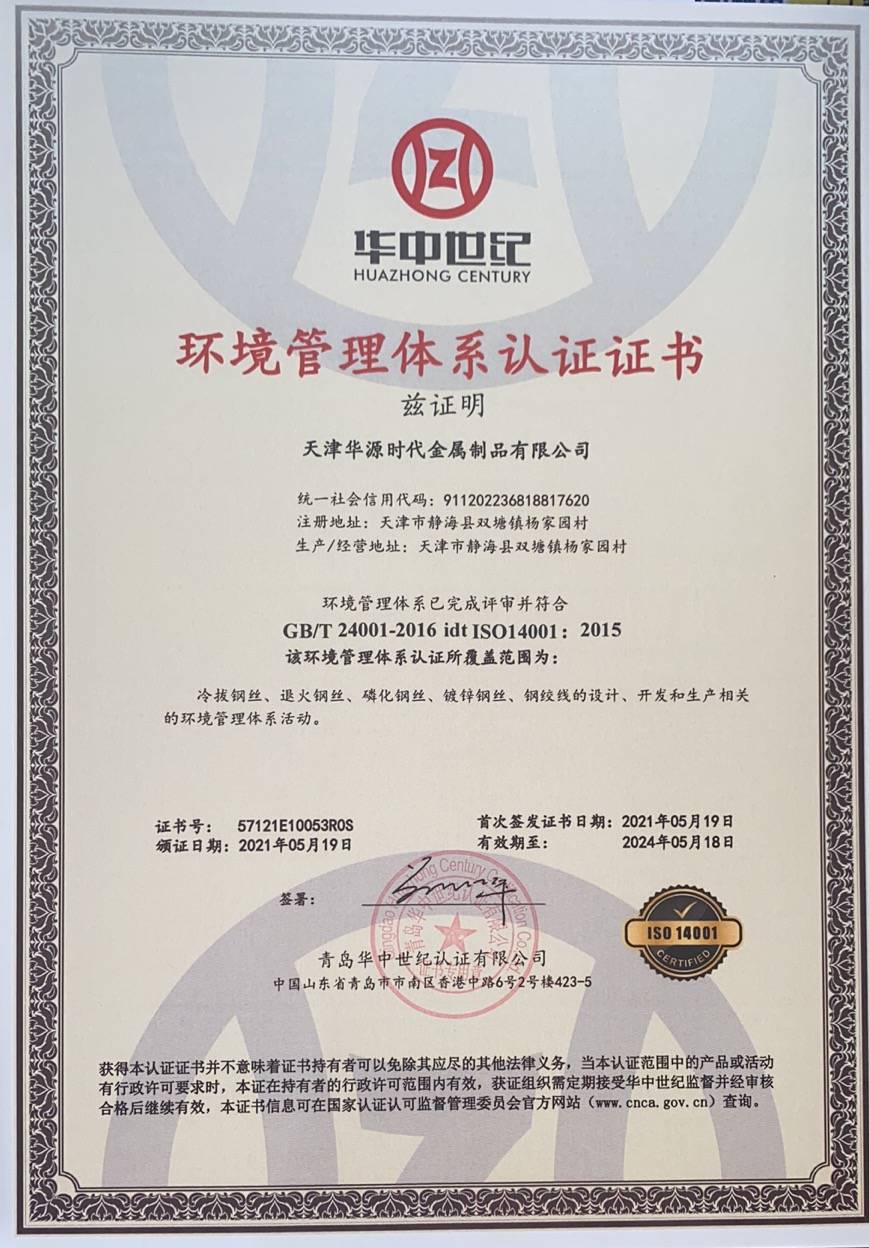 Z
华中世纪
HUAZHONG CENTURY
环境管理体系认证证书
兹证明
天津华源时代金属制品有限公司
统一社会信用代码：911202236818817620
注册地址：天津市静海县双塘镇杨家园村
生产/经营地址：天津市静海县双塘镇杨家园村
环境管理体系已完成评审并符合
GB/T 24001-2016 idt ISO14001：2015
该环境管理体系认证所覆盖范围为：
冷拔钢丝、退火钢丝、磷化钢丝、镀锌钢丝、钢绞线的设计、开发和生产相关
的环境管理体系活动。
证书号： 57121E10053R0S
首次签发证书日期：2021年05月19日
颁证日期：2021年05月19日
有效期至： 2024年05月18日
签署：
ISO 14001
CERTIFIED
青岛华中世纪认证有限公司
中国山东省青岛市市南区香港中路6号2号楼423-5
获得本认证证书并不意味着证书持有者可以免除其应尽的其他法律义务，当本认证范围中的产品或活动
有行政许可要求时，本证在持有者的行政许可范围内有效，获证组织需定期接受华中世纪监督并经审核
合格后继续有效，本证书信息可在国家认证认可监督管理委员会官方网站（www.cnca.gov.cn）查询。